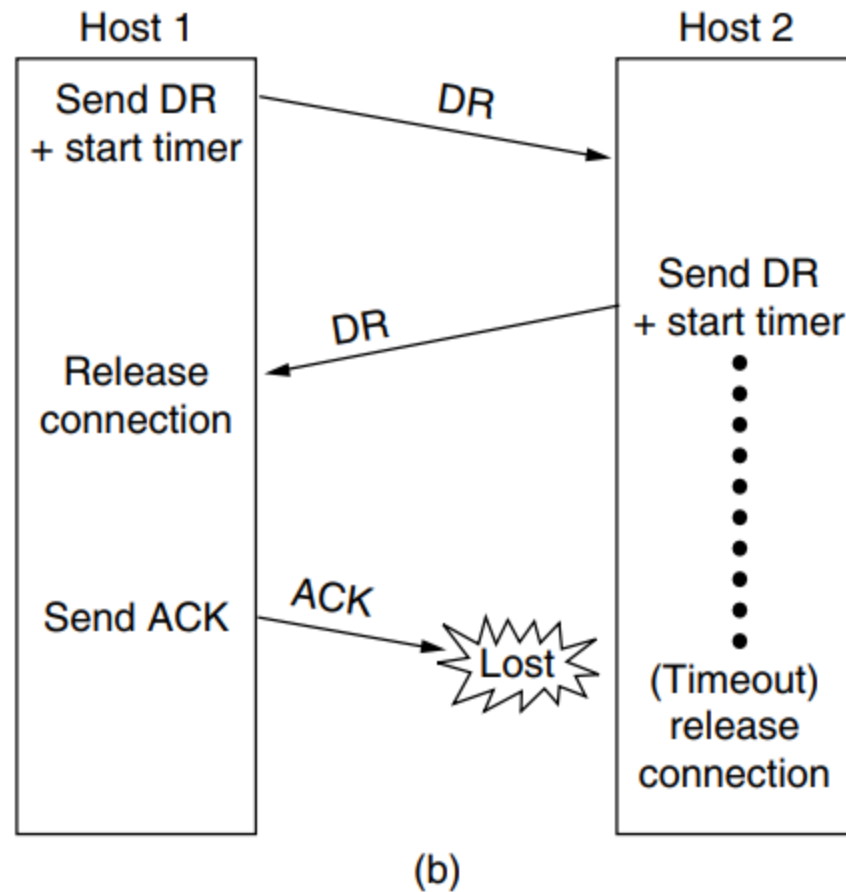 Host 1
Host 2
Send DR
+ start timer
DR
Send DR
+ start timer
DR
Release
connection
Send ACK
ACK
Lost
(Timeout)
release
connection
(b)